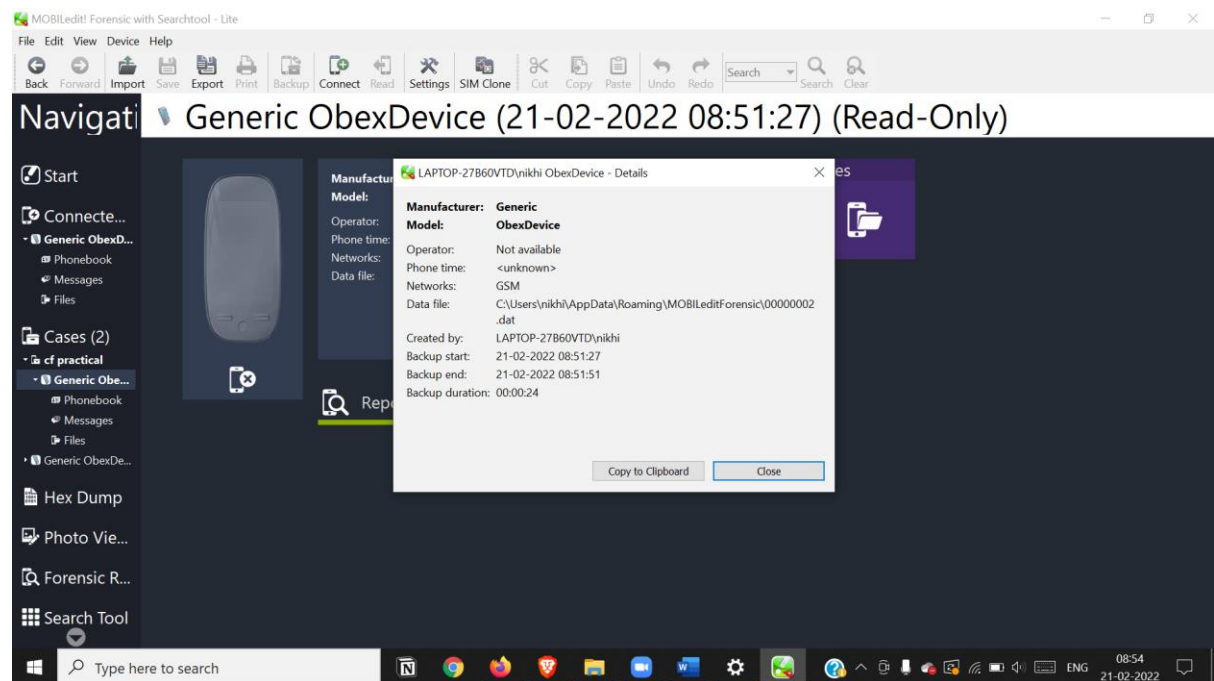 MOBILedit! Forensic with Searchtool - Lite
File Edit View Device Help
Back Forward Import Save Export Print Backup Connect Read Settings SIM Clone Cut Copy Paste Undo Redo Search Search Clear
Navigati
Generic ObexDevice (21-02-2022 08:51:27) (Read-Only)
Start
Connecte...
Generic ObexD...
Phonebook
Messages
Files
Cases (2)
cf practical
Generic Obe...
Phonebook
Messages
Files
Generic ObexDe...
Hex Dump
Photo Vie...
Forensic R...
Search Tool
Manufactur
Model:
Operator:
Phone time:
Networks:
Data file:
Repo
es
LAPTOP-27B60VTD\nikhi ObexDevice - Details
Manufacturer: Generic
Model: ObexDevice
Operator: Not available
Phone time: <unknown>
Networks: GSM
Data file: C:\Users\nikhi\AppData\Roaming\MOBILeditForensic\00000002
.dat
Created by: LAPTOP-27B60VTD\nikhi
Backup start: 21-02-2022 08:51:27
Backup end: 21-02-2022 08:51:51
Backup duration: 00:00:24
Copy to Clipboard Close
Type here to search
ENG
08:54
21-02-2022